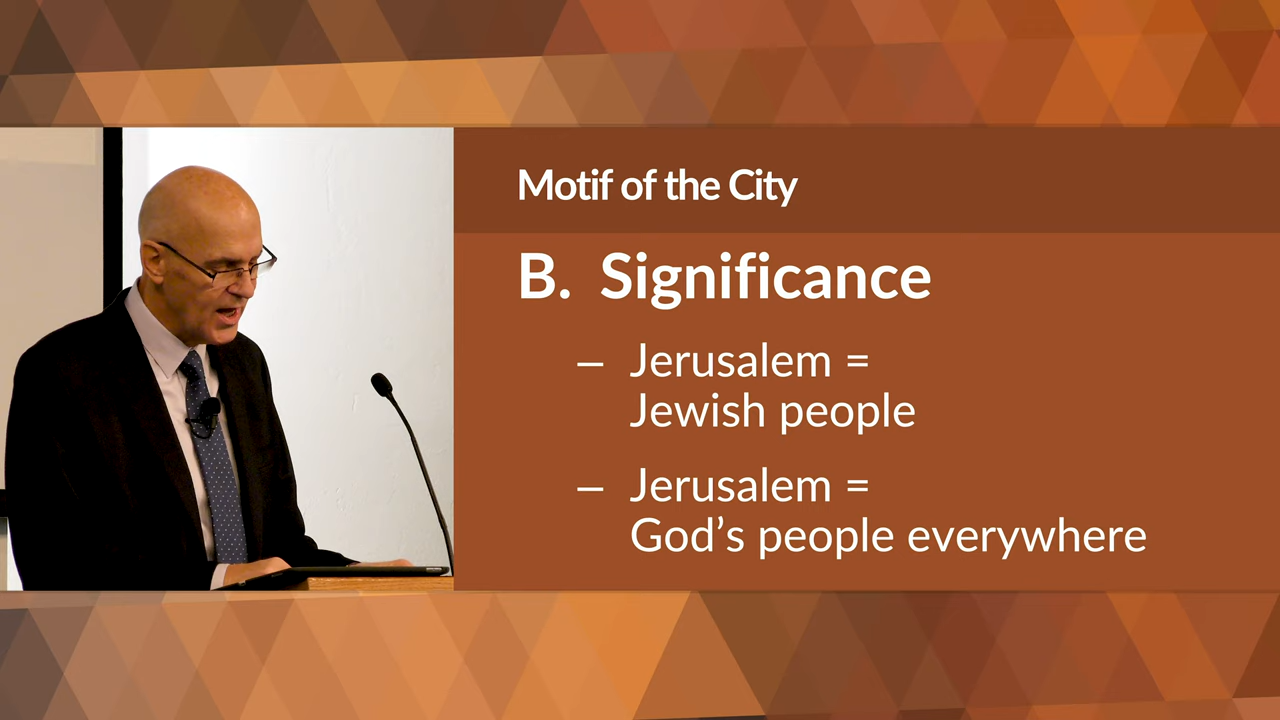 Motif of the City
B. Significance
– Jerusalem =
Jewish people
– Jerusalem =
God’s people everywhere